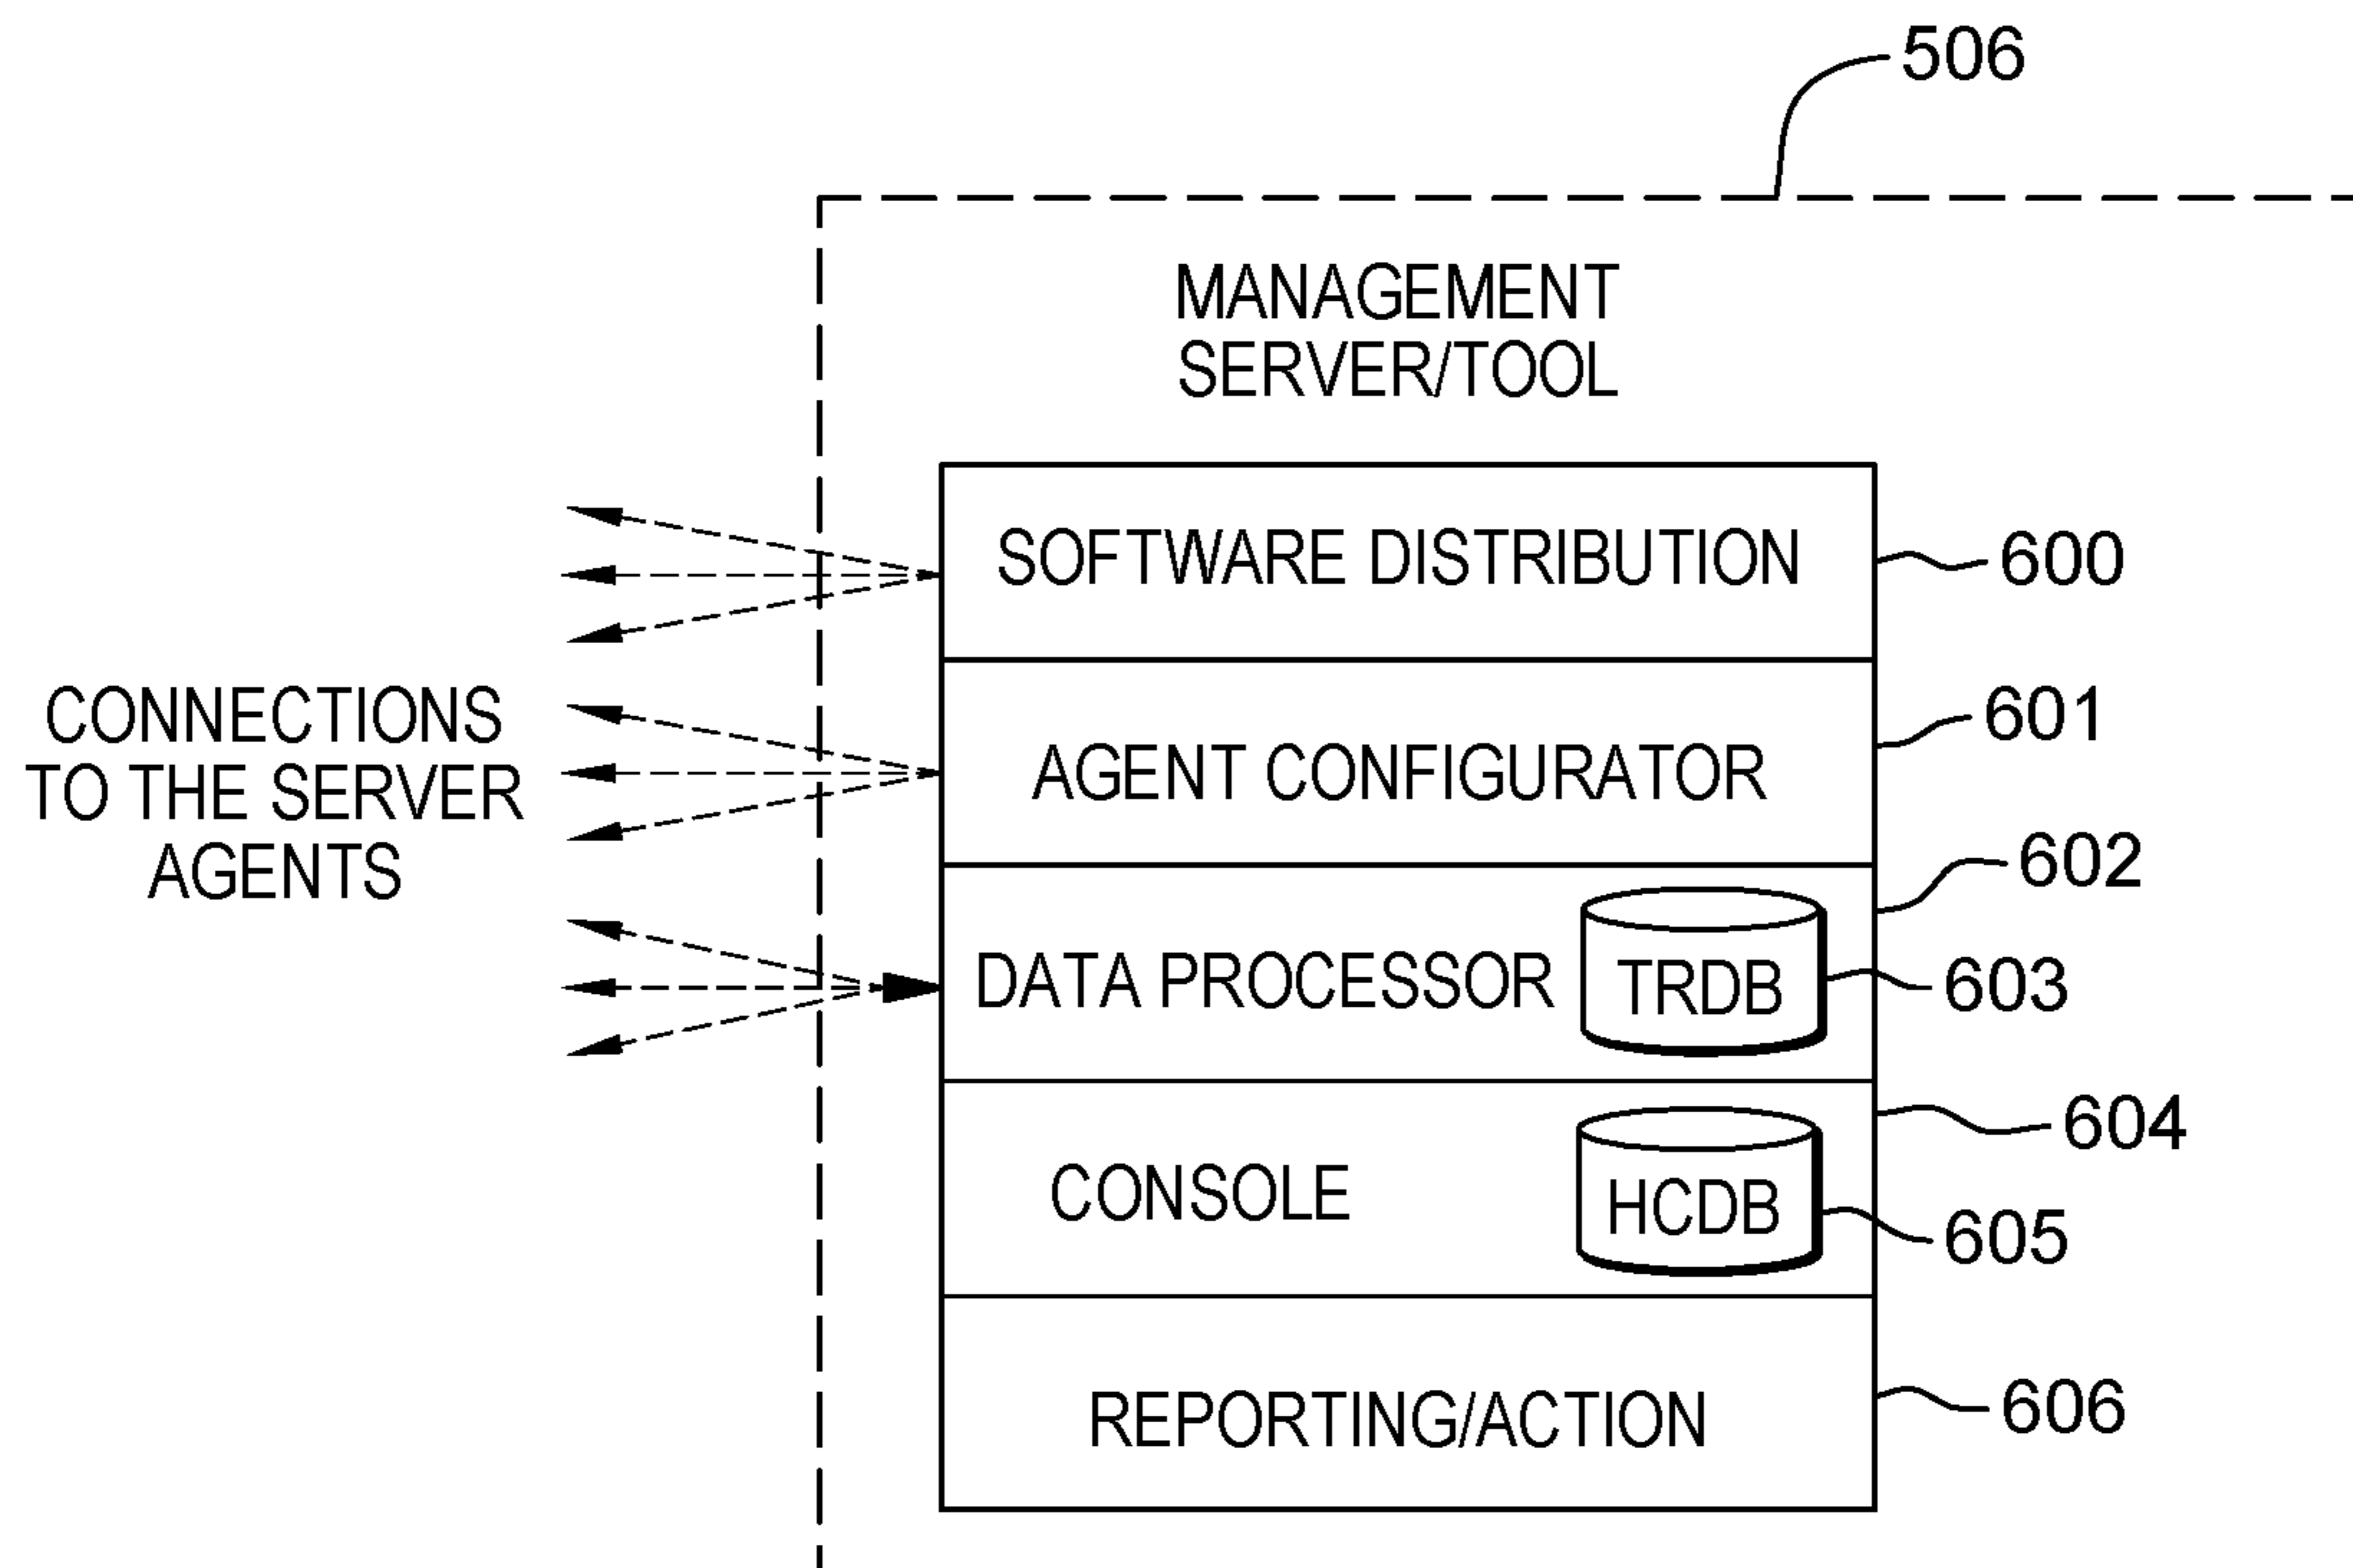 506
MANAGEMENT
SERVER/TOOL
SOFTWARE DISTRIBUTION
600
CONNECTIONS
TO THE SERVER
AGENTS
AGENT CONFIGURATOR
601
602
DATA PROCESSOR
TRDB
603
604
CONSOLE
HCDB
605
REPORTING/ACTION
606